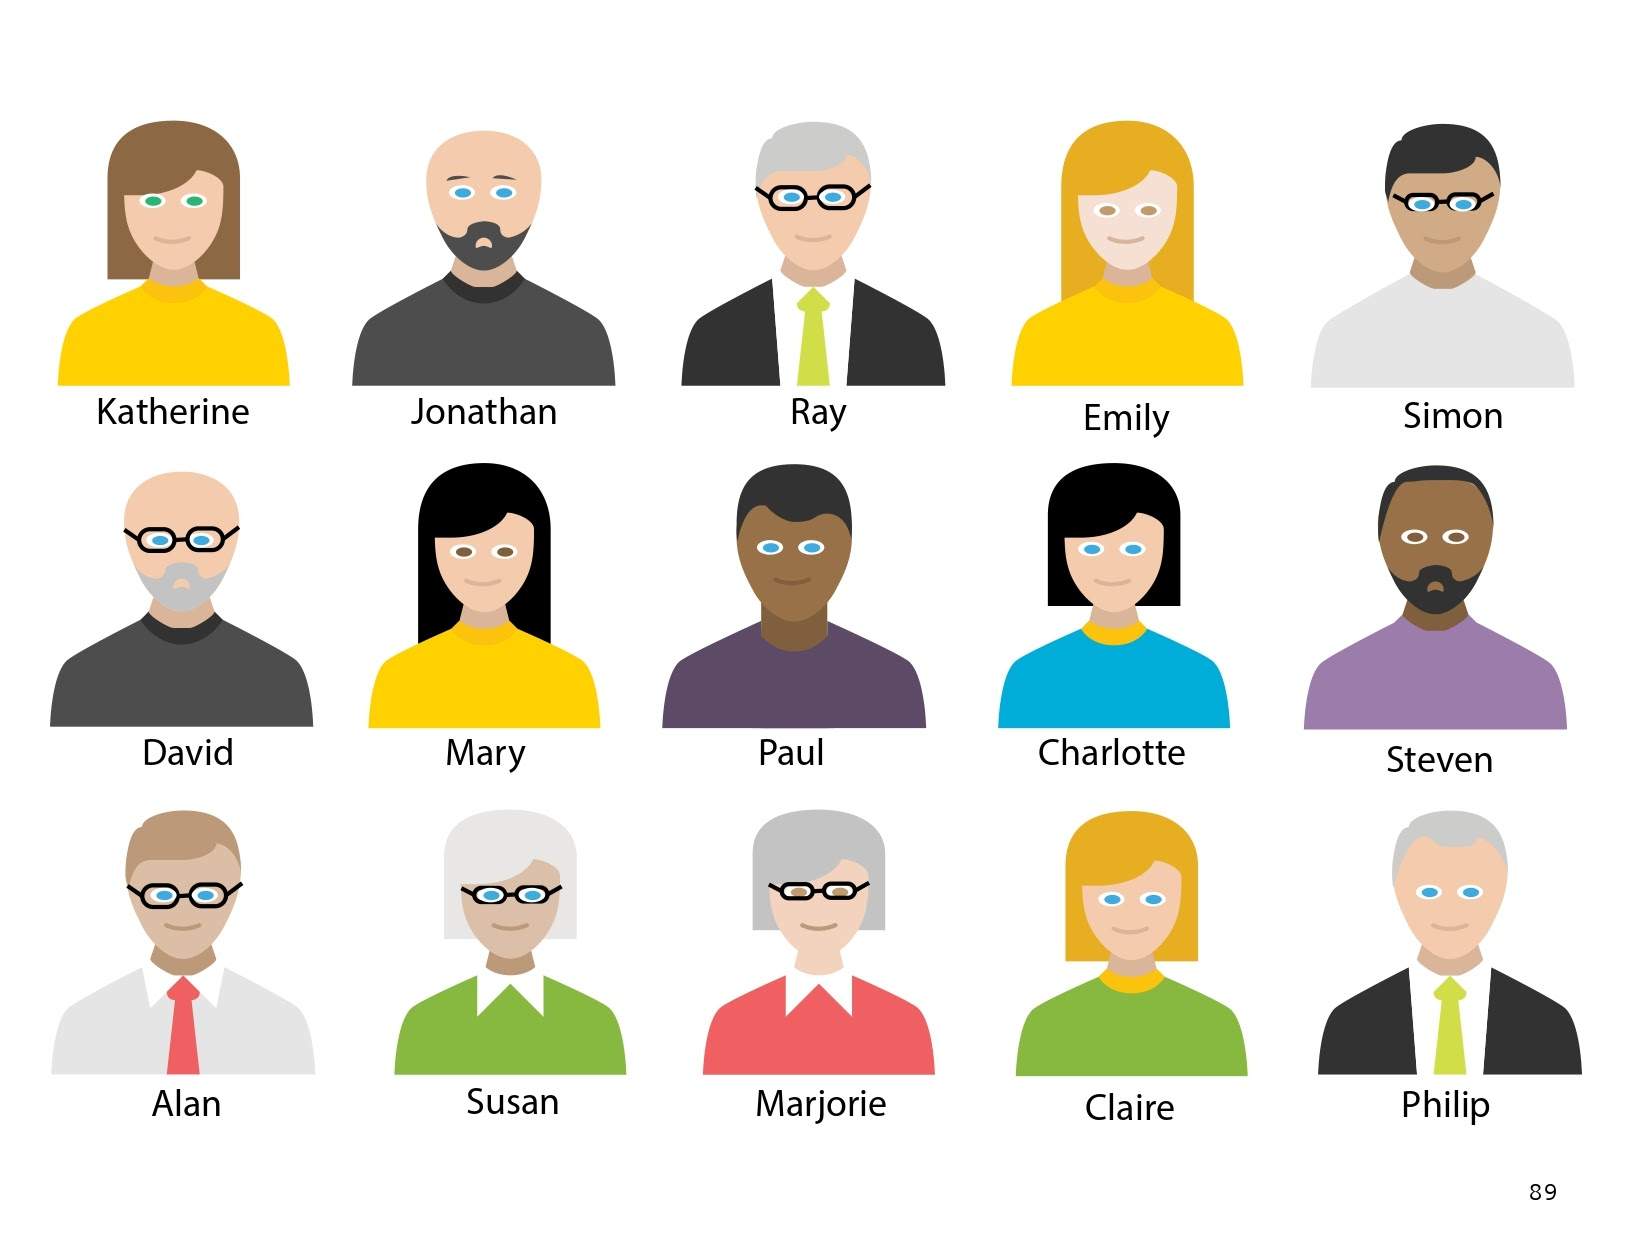 Katherine
Jonathan
Ray
Emily
Simon
David
Mary
Paul
Charlotte
Steven
Alan
Susan
Marjorie
Claire
Philip
89